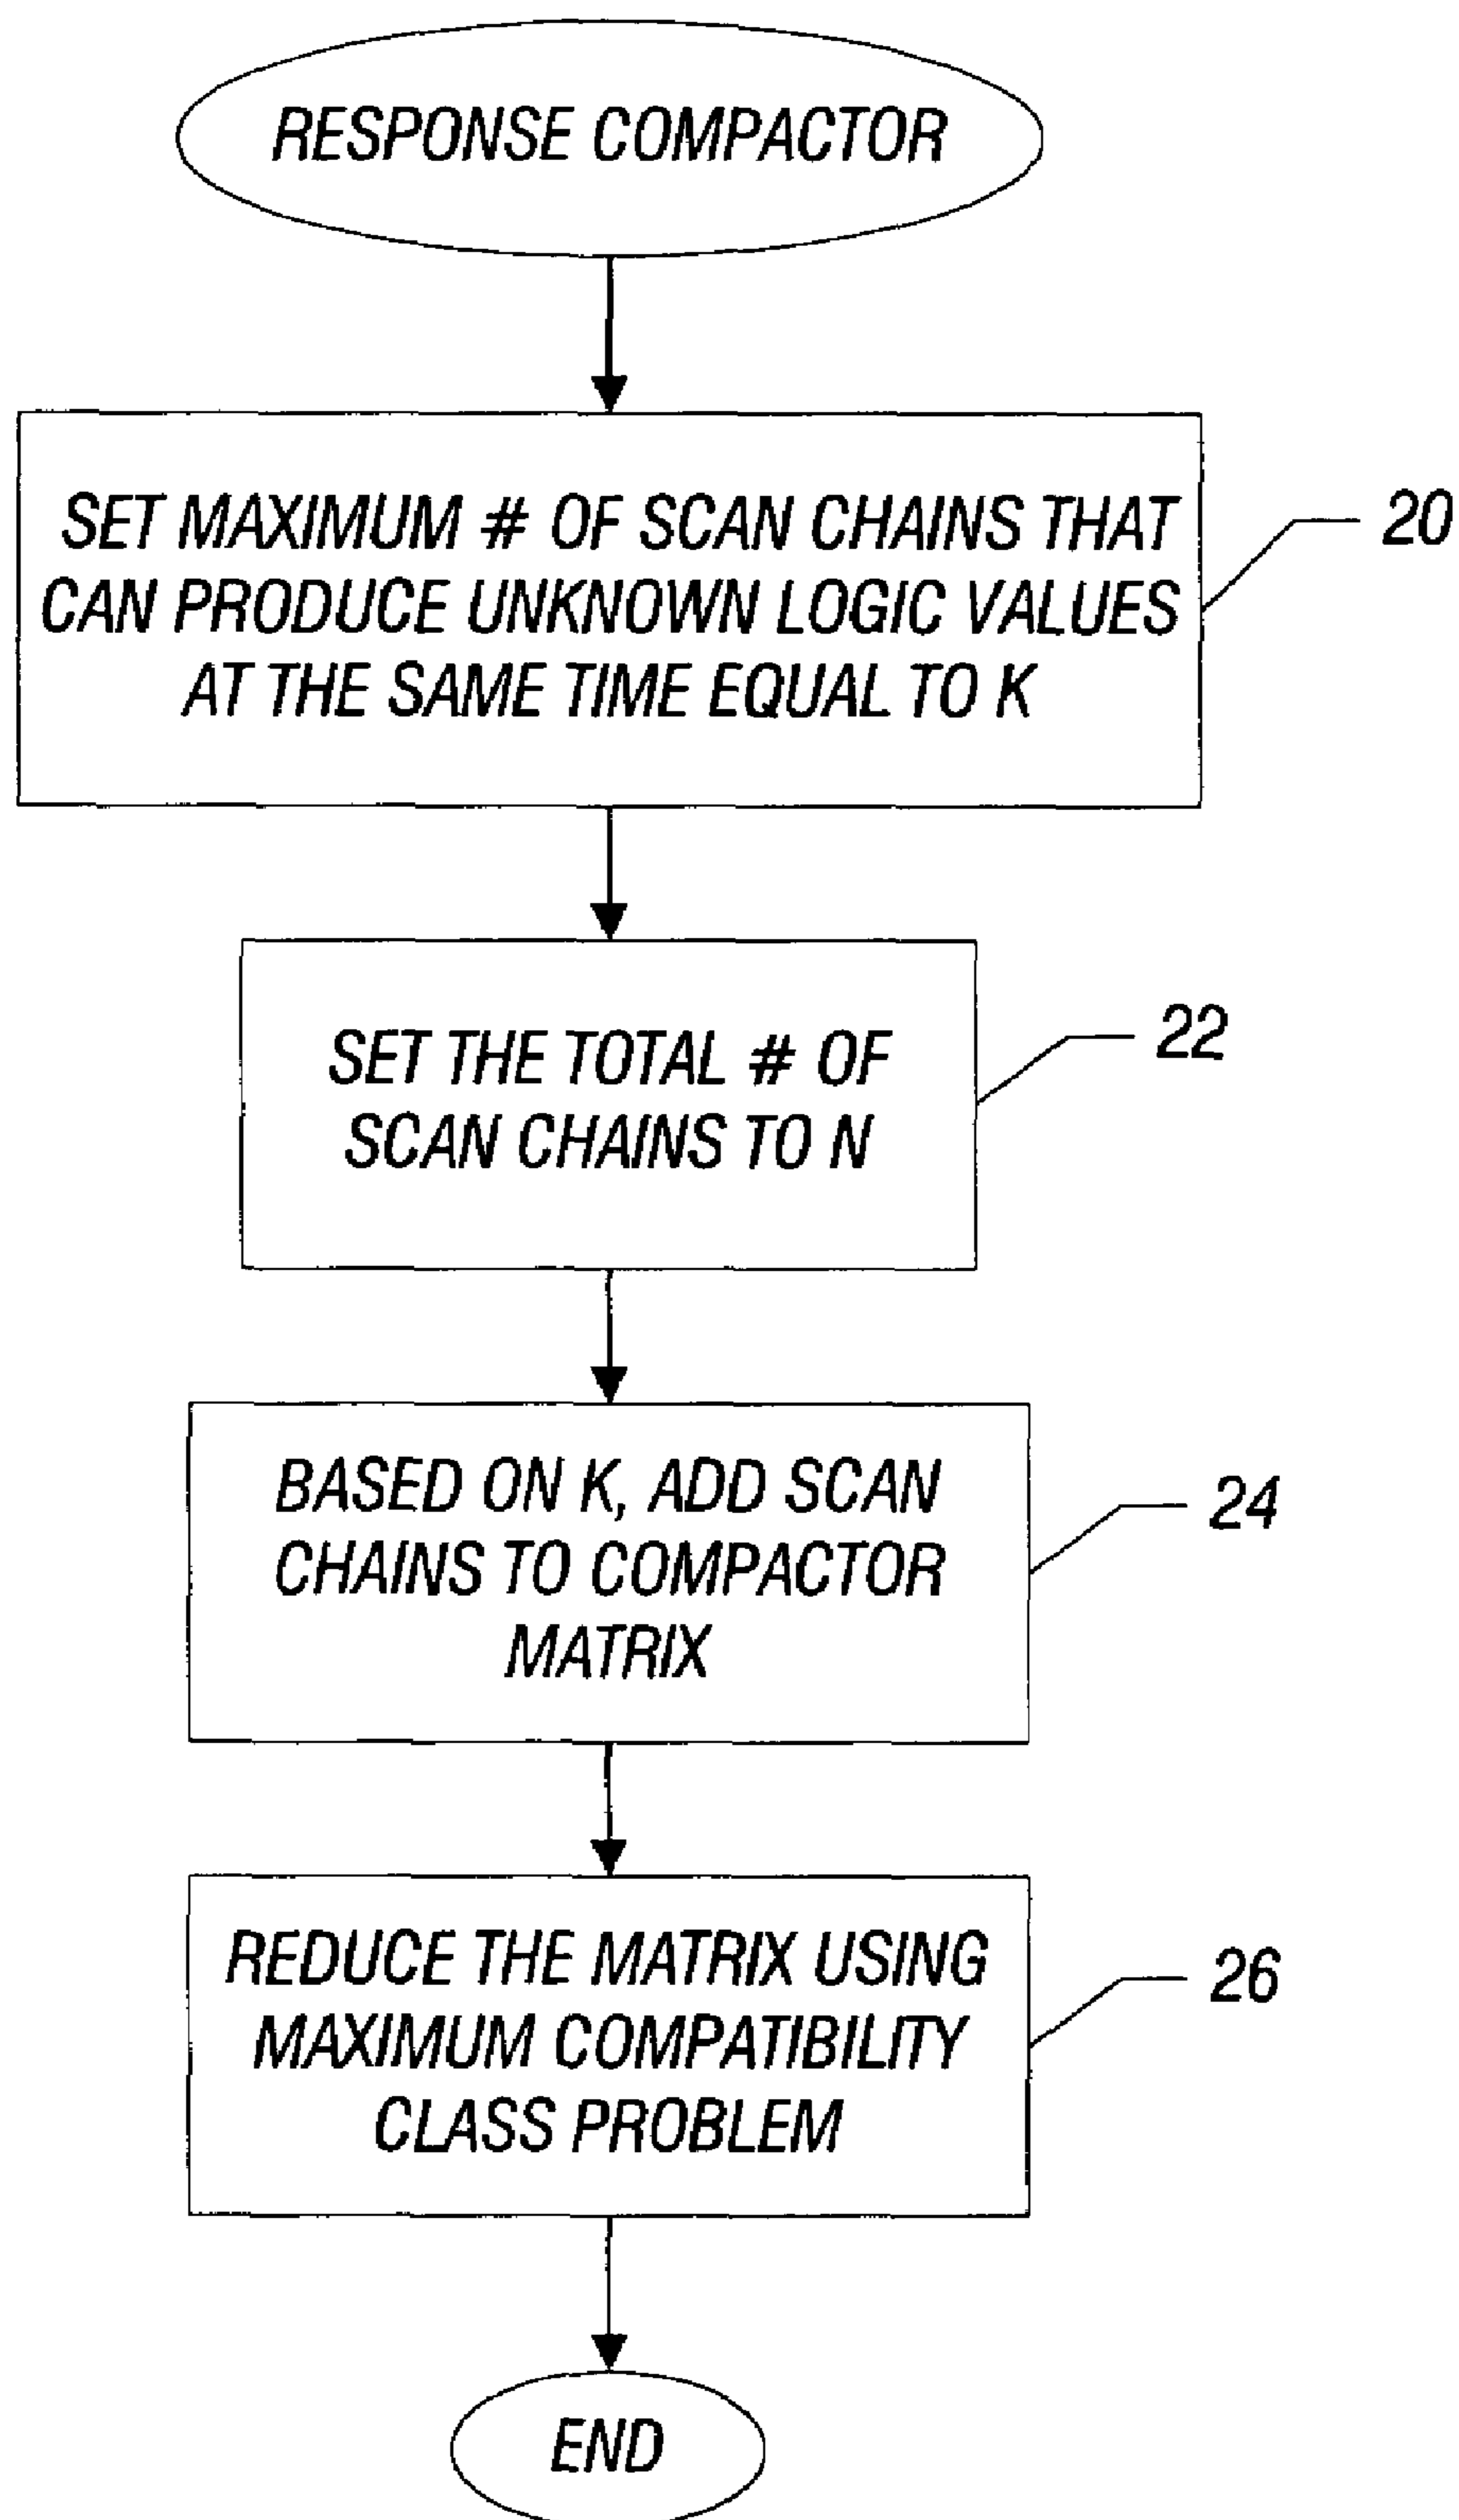 RESPONSE COMPACTOR
SET MAXIMUM # OF SCAN CHAINS THAT
CAN PRODUCE UNKNOWN LOGIC VALUES
AT THE SAME TIME EQUAL TO K
20
SET THE TOTAL # OF
SCAN CHAINS TO N
22
BASED ON K, ADD SCAN
CHAINS TO COMPACTOR
MATRIX
24
REDUCE THE MATRIX USING
MAXIMUM COMPATIBILITY
CLASS PROBLEM
26
END